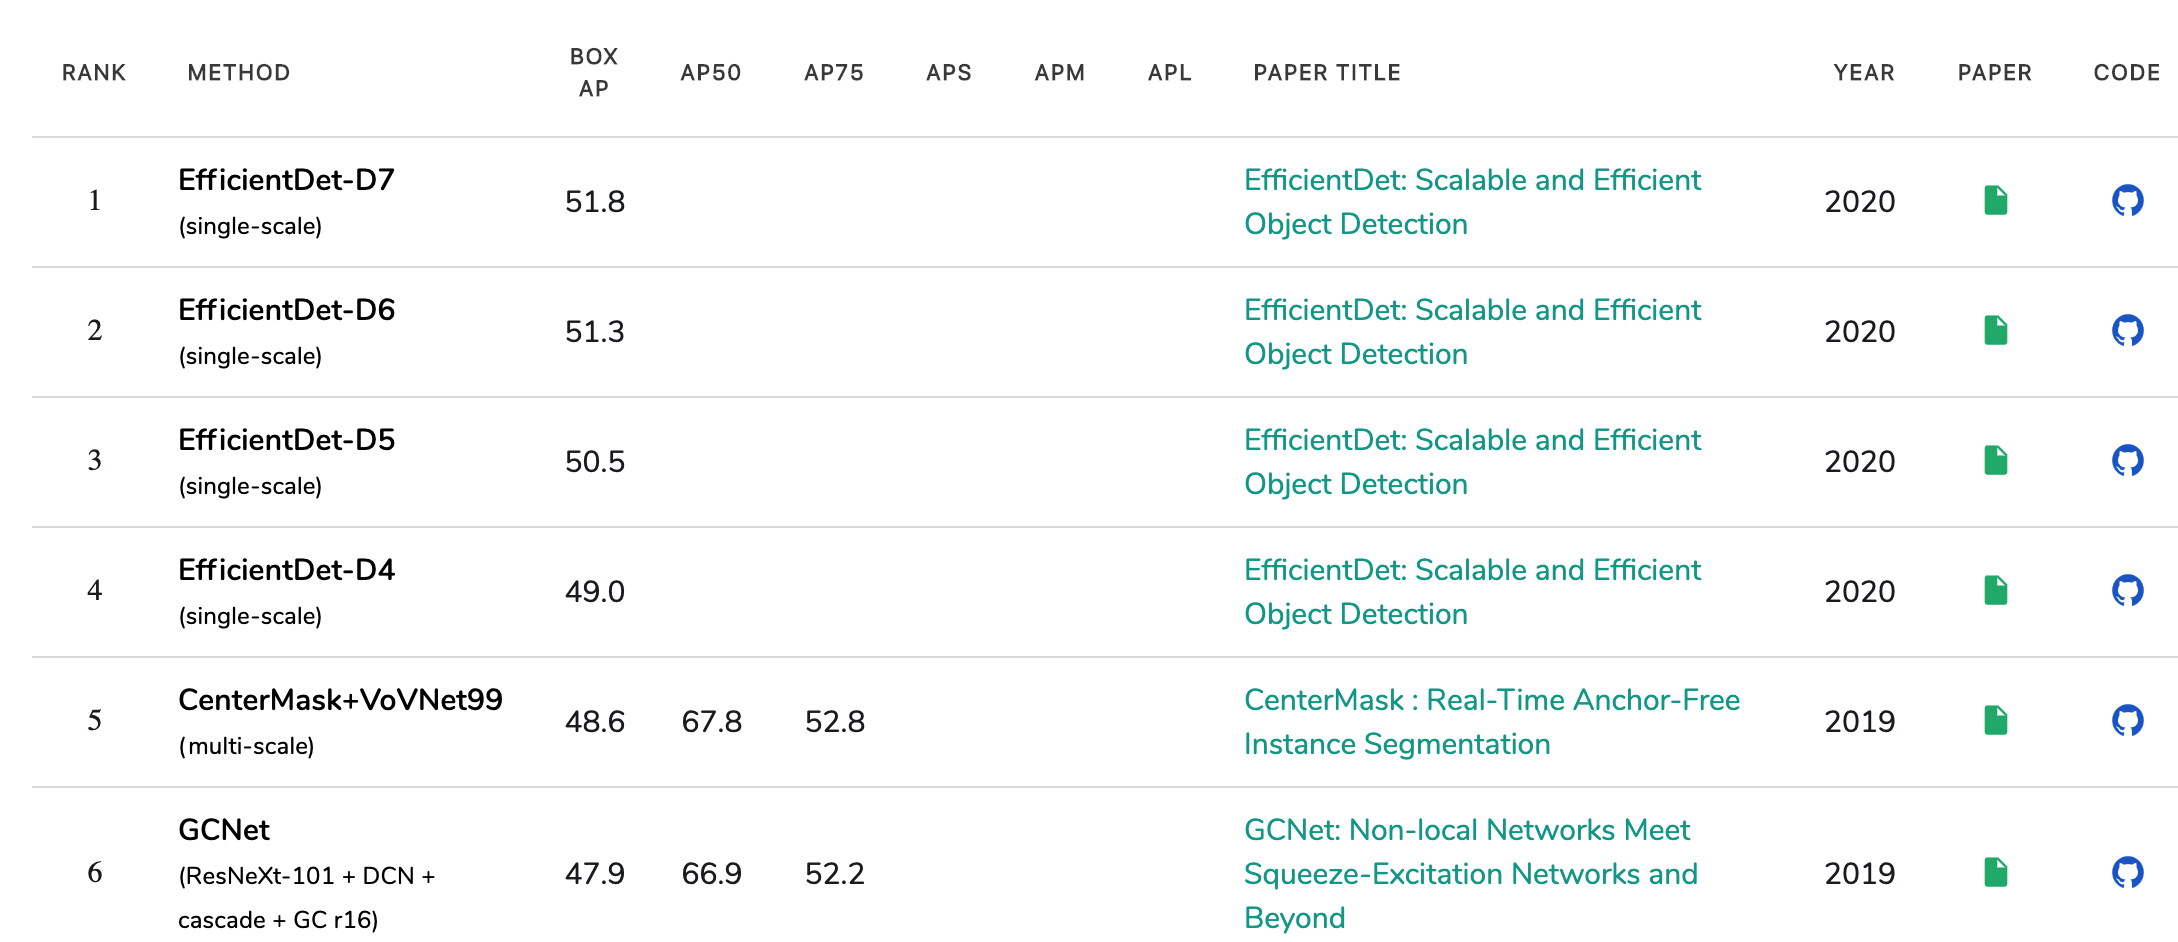 RANK METHOD BOX AP AP50 AP75 APS APM APL PAPER TITLE YEAR PAPER CODE
1 EfficientDet-D7 (single-scale) 51.8 EfficientDet: Scalable and Efficient Object Detection 2020
2 EfficientDet-D6 (single-scale) 51.3 EfficientDet: Scalable and Efficient Object Detection 2020
3 EfficientDet-D5 (single-scale) 50.5 EfficientDet: Scalable and Efficient Object Detection 2020
4 EfficientDet-D4 (single-scale) 49.0 EfficientDet: Scalable and Efficient Object Detection 2020
5 CenterMask+VoVNet99 (multi-scale) 48.6 67.8 52.8 CenterMask : Real-Time Anchor-Free Instance Segmentation 2019
6 GCNet (ResNeXt-101 + DCN + cascade + GC r16) 47.9 66.9 52.2 GCNet: Non-local Networks Meet Squeeze-Excitation Networks and Beyond 2019